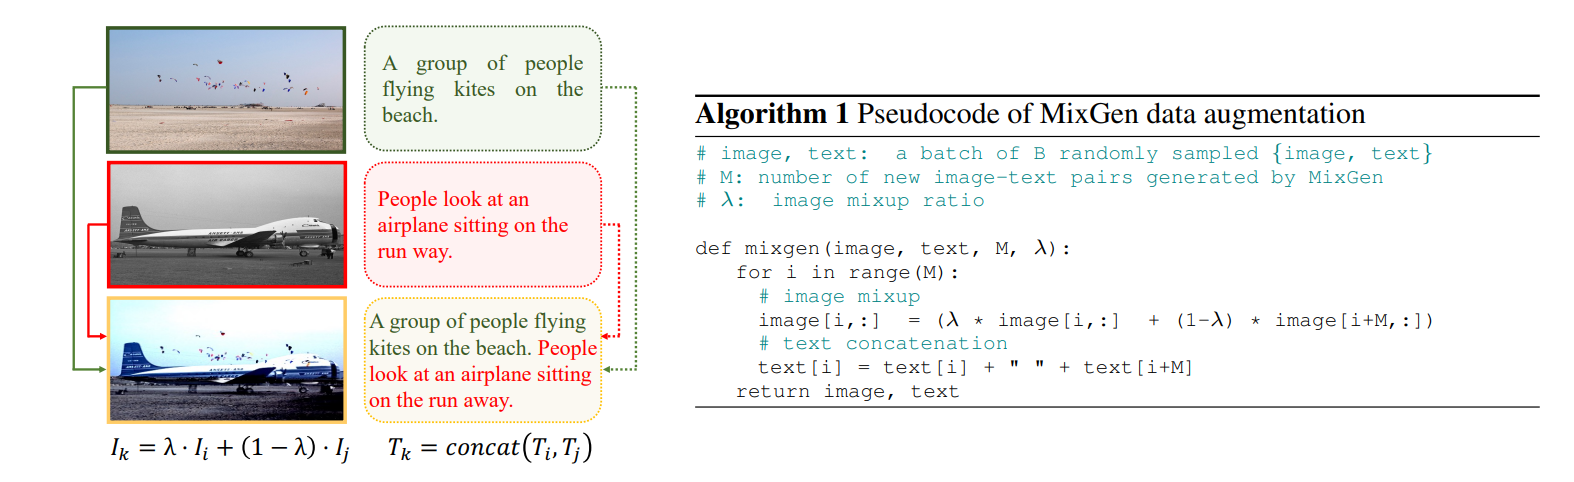 A group of people
flying kites on the
beach.
People look at an
airplane sitting on the
run way.
A group of people flying
kites on the beach. People
look at an airplane sitting
on the run away.
I_k = λ · I_i + (1 − λ) · I_j
T_k = concat(T_i, T_j)
Algorithm 1 Pseudocode of MixGen data augmentation
# image, text: a batch of B randomly sampled {image, text}
# M: number of new image-text pairs generated by MixGen
# λ: image mixup ratio
def mixgen(image, text, M, λ):
for i in range(M):
# image mixup
image[i,:] = (λ * image[i,:] + (1-λ) * image[i+M,:])
# text concatenation
text[i] = text[i] + " " + text[i+M]
return image, text